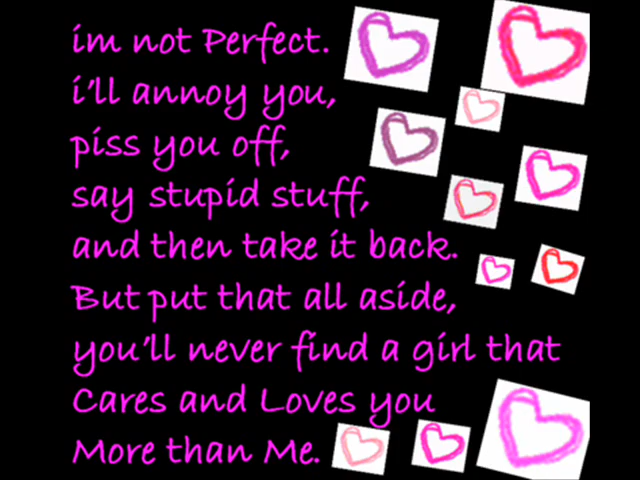 im not Perfect.
i'll annoy you,
piss you off,
say stupid stuff,
and then take it back.
But put that all aside,
you'll never find a girl that
Cares and Loves you
More than Me.